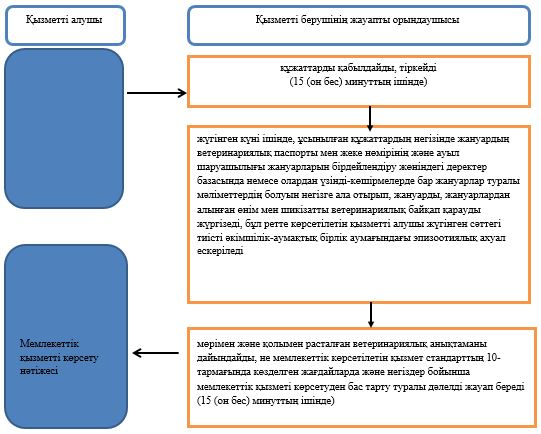 Қызметті алушы
Қызметті берушінің жауапты орындаушысы
құжаттарды қабылдайды, тіркейді
(15 (он бес) минуттың ішінде)
жүгінген күні ішінде, ұсынылған құжаттардың негізінде жануардың
ветеринариялық паспорты мен жеке нөмірінің және ауыл
шаруашылығы жануарларын бірдейлендіру жөніндегі деректер
базасында немесе олардан үзінді-көшірмелерде бар жануарлар туралы
мәліметтердің болуын негізге ала отырып, жануарды, жануарлардан
алынған өнім мен шикізатты ветеринариялық байқап қарауды
жүргізеді, бұл ретте көрсетілетін қызметті алушы жүгінген сәттегі
тиісті әкімшілік-аумақтық бірлік аумағындағы эпизоотиялық ахуал
ескеріледі
мөрімен және қолымен расталған ветеринариялық анықтаманы
дайындайды, не мемлекеттік көрсетілетін қызмет стандарттың 10-
тармағында көзделген жағдайларда және негіздер бойынша
мемлекеттік қызметі көрсетуден бас тарту туралы дәлелді жауап береді
(15 (он бес) минуттың ішінде)
Мемлекеттік
қызметті көрсету
нәтіжесі